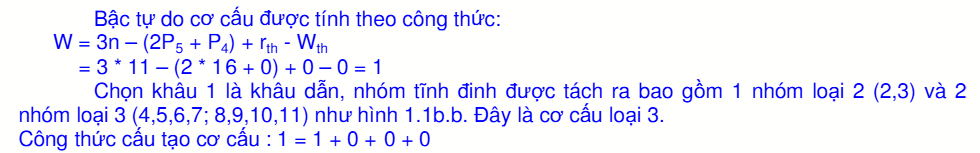 Bậc tự do cơ cấu được tính theo công thức:
W = 3n – (2P₅ + P₄) + rₜₕ - Wₜₕ
= 3 * 11 – (2 * 16 + 0) + 0 – 0 = 1
Chọn khâu 1 là khâu dẫn, nhóm tĩnh đinh được tách ra bao gồm 1 nhóm loại 2 (2,3) và 2
nhóm loại 3 (4,5,6,7; 8,9,10,11) như hình 1.1b.b. Đây là cơ cấu loại 3.
Công thức cấu tạo cơ cấu : 1 = 1 + 0 + 0 + 0